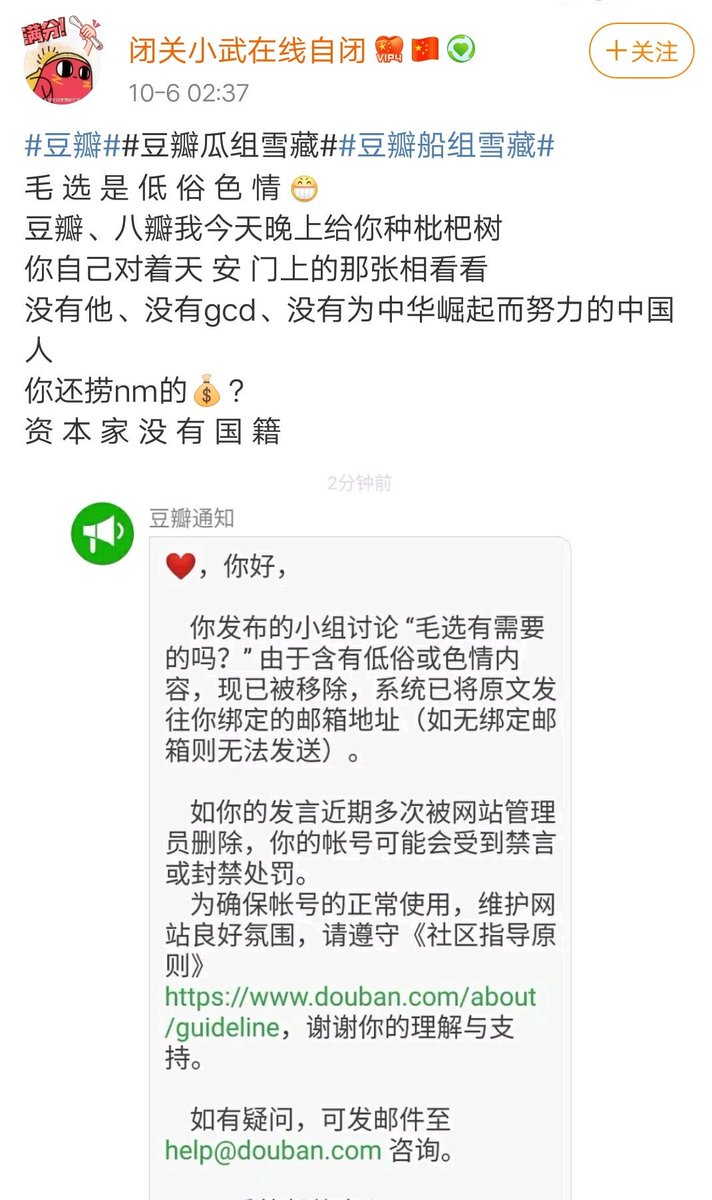 满分!
闭关小武在线自闭
VIP4
+关注
10-6 02:37
#豆瓣##豆瓣瓜组雪藏##豆瓣船组雪藏#
毛 选 是 低 俗 色 情 😁
豆瓣、八瓣我今天晚上给你种枇杷树
你自己对着天 安 门上的那张相看看
没有他、没有gcd、没有为中华崛起而努力的中国
人
你还捞nm的💰?
资 本 家 没 有 国 籍
2分钟前
豆瓣通知
❤️,你好,
你发布的小组讨论 “毛选有需要
的吗？” 由于含有低俗或色情内
容，现已被移除，系统已将原文发
往你绑定的邮箱地址（如无绑定邮
箱则无法发送）。
如你的发言近期多次被网站管理
员删除，你的帐号可能会受到禁言
或封禁处罚。
为确保帐号的正常使用，维护网
站良好氛围，请遵守《社区指导原
则》
https://www.douban.com/about
/guideline，谢谢你的理解与支
持。
如有疑问，可发邮件至
help@douban.com 咨询。